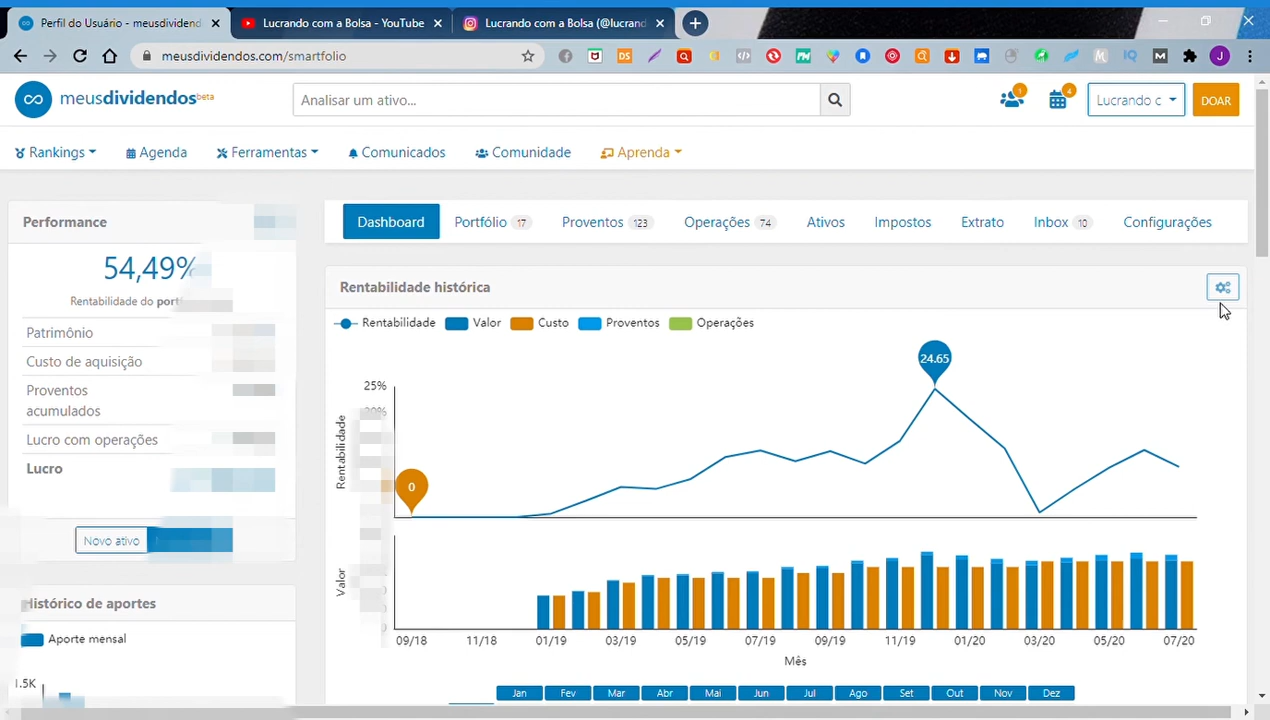 Perfil do Usuário - meusdividend
Lucrando com a Bolsa - YouTube
Lucrando com a Bolsa (@lucrand
meusdividendos.com/smartfolio
meusdividendos beta
Analisar um ativo...
1
4
Lucrando c
DOAR
Rankings
Agenda
Ferramentas
Comunicados
Comunidade
Aprenda
Performance
54,49%
Rentabilidade do
Patrimônio
Custo de aquisição
Proventos
acumulados
Lucro com operações
Lucro
Novo ativo
Histórico de aportes
Aporte mensal
1.5K
Dashboard
Portfólio 17
Proventos 123
Operações 74
Ativos
Impostos
Extrato
Inbox 10
Configurações
Rentabilidade histórica
Rentabilidade
Valor
Custo
Proventos
Operações
24.65
25%
20%
Rentabilidade
0
Valor
09/18 11/18 01/19 03/19 05/19 07/19 09/19 11/19 01/20 03/20 05/20 07/20
Mês
Jan Fev Mar Abr Mai Jun Jul Ago Set Out Nov Dez